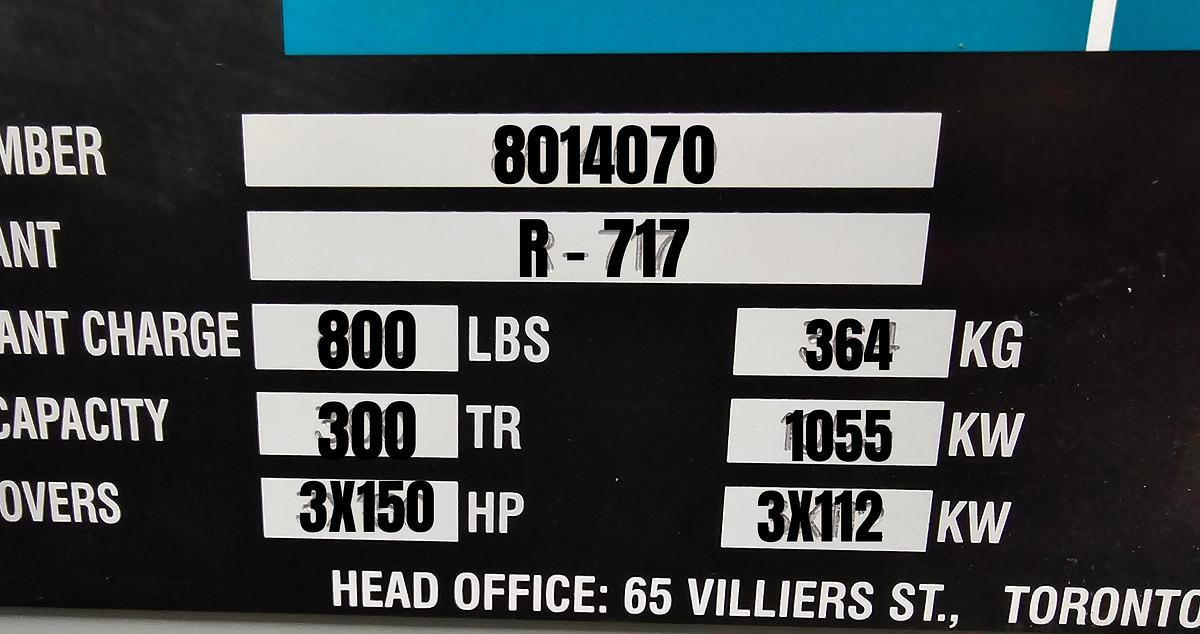 MBER 8014070
ANT R - 717
ANT CHARGE 800 LBS 364 KG
CAPACITY 300 TR 1055 KW
OVERS 3X150 HP 3X112 KW
HEAD OFFICE: 65 VILLIERS ST., TORONTO